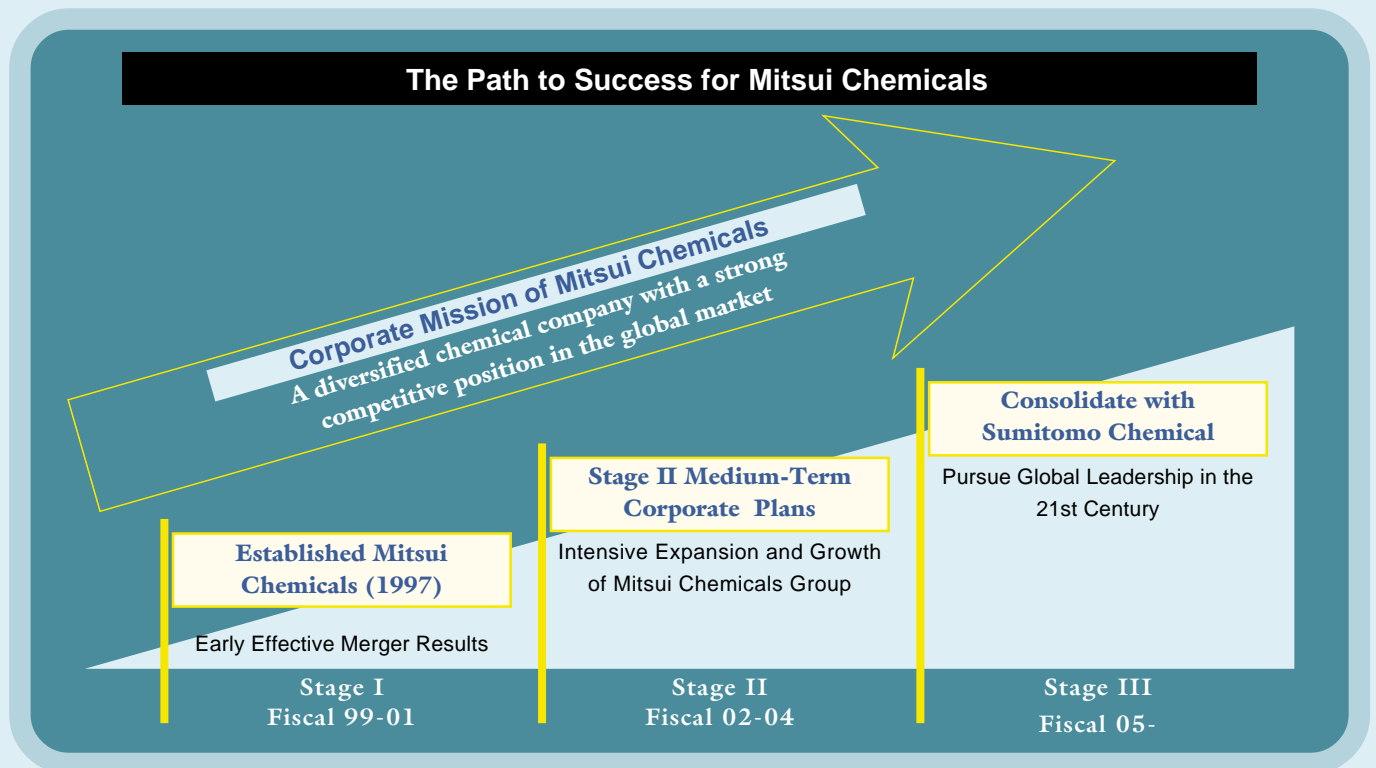 The Path to Success for Mitsui Chemicals
Corporate Mission of Mitsui Chemicals
A diversified chemical company with a strong
competitive position in the global market
Established Mitsui
Chemicals (1997)
Early Effective Merger Results
Stage I
Fiscal 99-01
Stage II Medium-Term
Corporate Plans
Intensive Expansion and Growth
of Mitsui Chemicals Group
Stage II
Fiscal 02-04
Consolidate with
Sumitomo Chemical
Pursue Global Leadership in the
21st Century
Stage III
Fiscal 05-